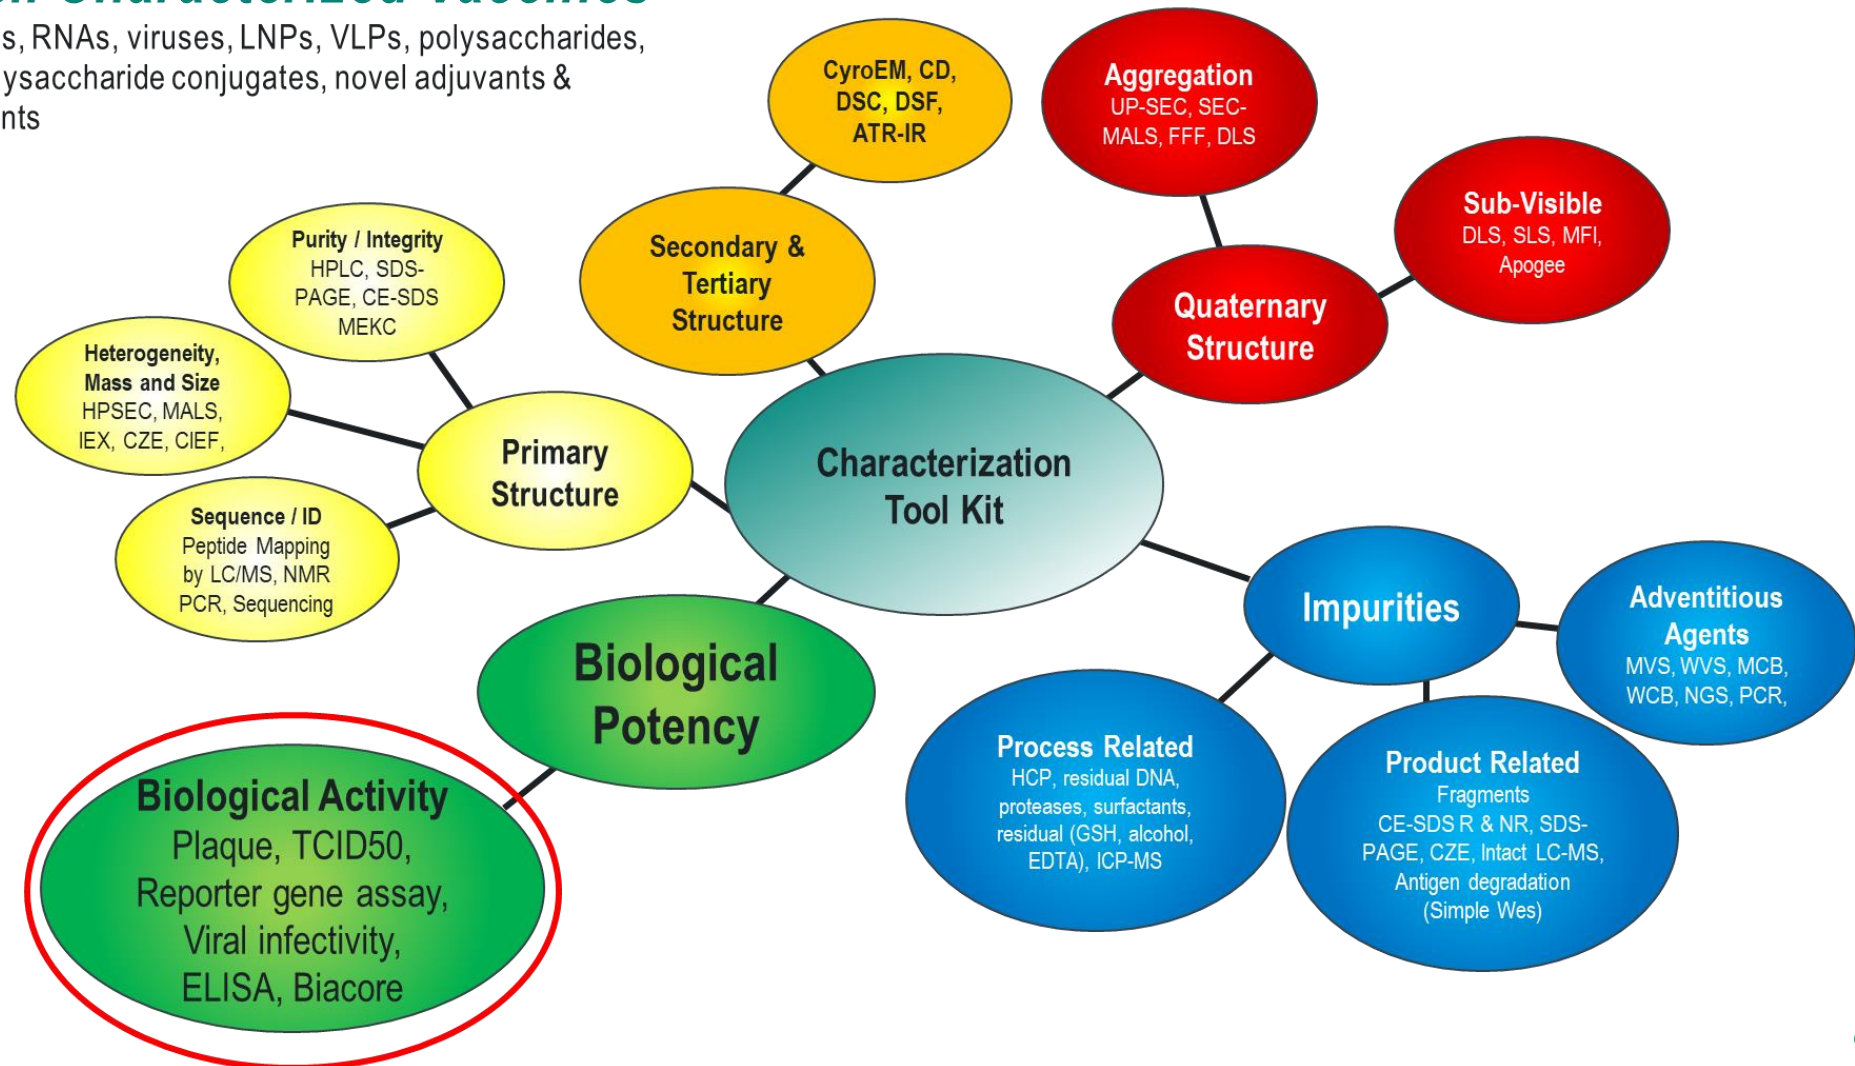 Characterized Vaccines
s, RNAs, viruses, LNPs, VLPs, polysaccharides,
ysaccharide conjugates, novel adjuvants &
nts
CyroEM, CD,
DSC, DSF,
ATR-IR
Aggregation
UP-SEC, SEC-
MALS, FFF, DLS
Sub-Visible
DLS, SLS, MFI,
Apogee
Purity / Integrity
HPLC, SDS-
PAGE, CE-SDS
MEKC
Secondary &
Tertiary
Structure
Quaternary
Structure
Heterogeneity,
Mass and Size
HPSEC, MALS,
IEX, CZE, CIEF,
Primary
Structure
Characterization
Tool Kit
Sequence / ID
Peptide Mapping
by LC/MS, NMR
PCR, Sequencing
Impurities
Adventitious
Agents
MVS, WVS, MCB,
WCB, NGS, PCR,
Biological
Potency
Process Related
HCP, residual DNA,
proteases, surfactants,
residual (GSH, alcohol,
EDTA), ICP-MS
Product Related
Fragments
CE-SDS R & NR, SDS-
PAGE, CZE, Intact LC-MS,
Antigen degradation
(Simple Wes)
Biological Activity
Plaque, TCID50,
Reporter gene assay,
Viral infectivity,
ELISA, Biacore